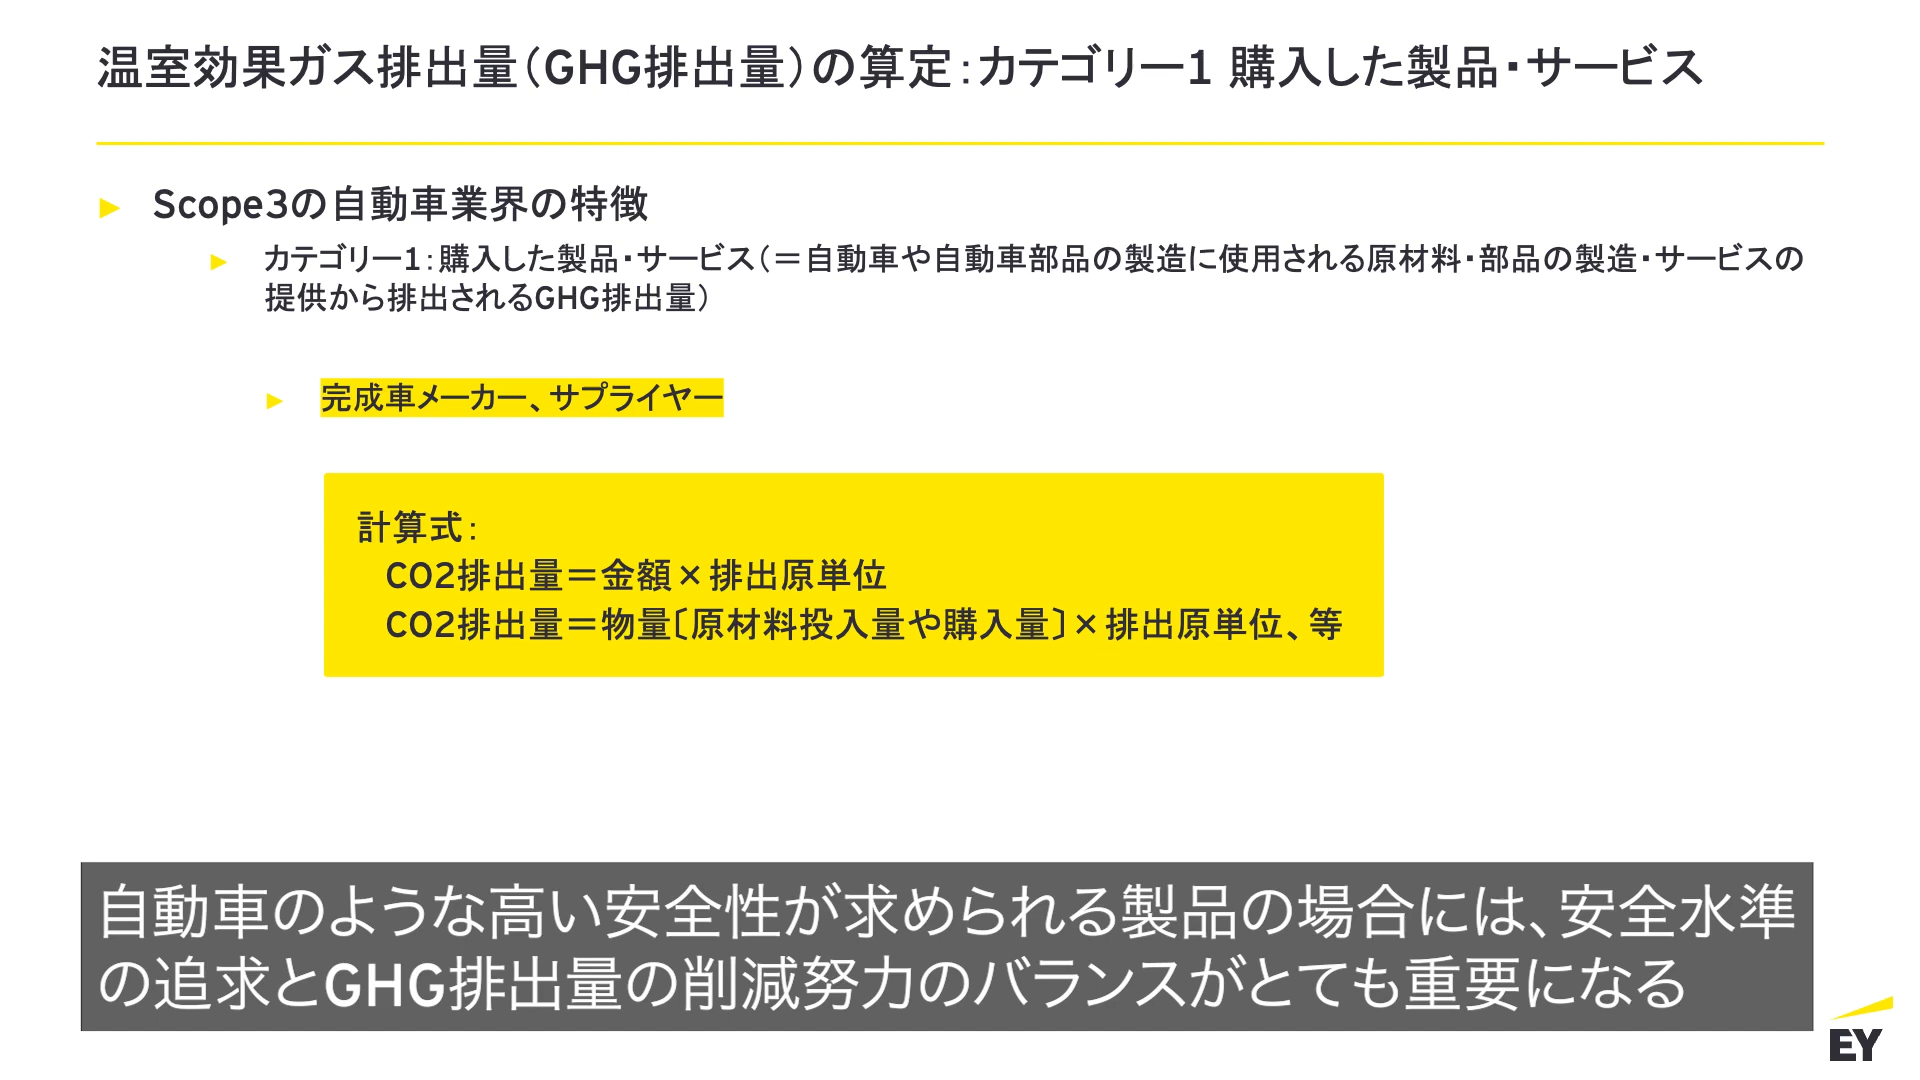 温室効果ガス排出量（GHG排出量）の算定：カテゴリー1 購入した製品・サービス
► Scope3の自動車業界の特徴
► カテゴリー1：購入した製品・サービス（＝自動車や自動車部品の製造に使用される原材料・部品の製造・サービスの
提供から排出されるGHG排出量）
► 完成車メーカー、サプライヤー
計算式：
CO2排出量＝金額×排出原単位
CO2排出量＝物量〔原材料投入量や購入量〕×排出原単位、等
自動車のような高い安全性が求められる製品の場合には、安全水準
の追求とGHG排出量の削減努力のバランスがとても重要になる
EY